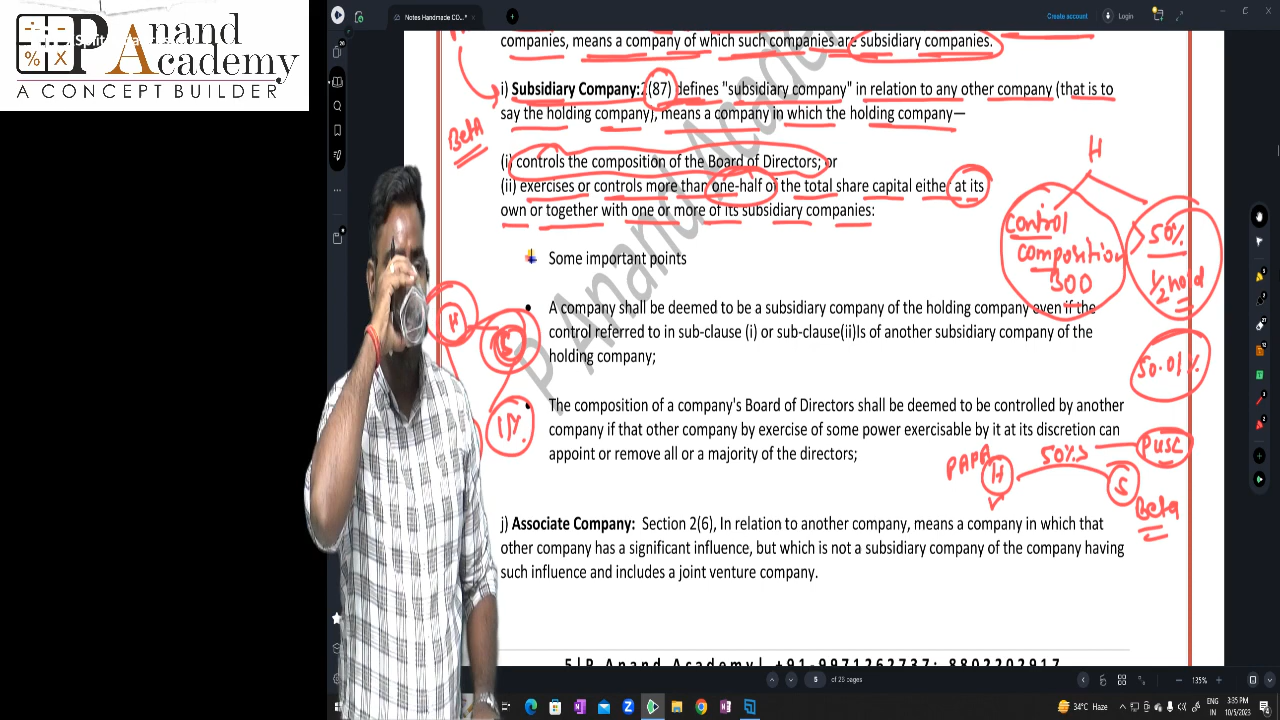 P Anand
Academy
A CONCEPT BUILDER
Notes Handmade CO...*
Create account
Login
companies, means a company of which such companies are subsidiary companies.
i) Subsidiary Company:2(87) defines "subsidiary company" in relation to any other company (that is to
say the holding company), means a company in which the holding company—
BetA
(i) controls the composition of the Board of Directors; or
(ii) exercises or controls more than one-half of the total share capital either at its
own or together with one or more of its subsidiary companies:
H
Control
Composition
300
50%
1/2 hold
50.01%
Some important points
A company shall be deemed to be a subsidiary company of the holding company even if the
control referred to in sub-clause (i) or sub-clause(ii)Is of another subsidiary company of the
holding company;
H
The composition of a company's Board of Directors shall be deemed to be controlled by another
company if that other company by exercise of some power exercisable by it at its discretion can
appoint or remove all or a majority of the directors;
PAPA
H
50%
S
Beta
j) Associate Company: Section 2(6), In relation to another company, means a company in which that
other company has a significant influence, but which is not a subsidiary company of the company having
such influence and includes a joint venture company.
P Anand Acade
5|P Anand Academy| +91-9971262737; 8802202917
5 of 26 pages
135%
34°C Haze
ENG
IN
3:35 PM
10/5/2023